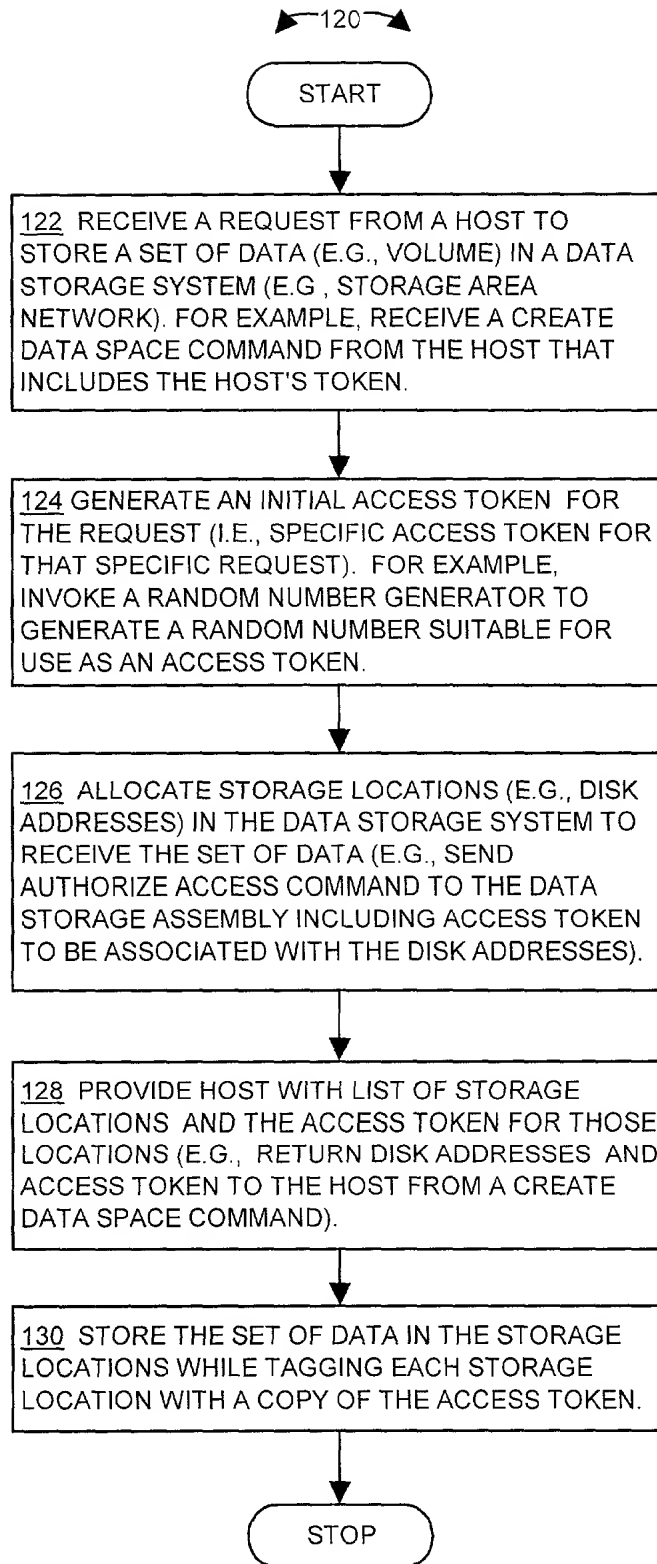 120
START
122 RECEIVE A REQUEST FROM A HOST TO
STORE A SET OF DATA (E.G., VOLUME) IN A DATA
STORAGE SYSTEM (E.G , STORAGE AREA
NETWORK). FOR EXAMPLE, RECEIVE A CREATE
DATA SPACE COMMAND FROM THE HOST THAT
INCLUDES THE HOST'S TOKEN.
124 GENERATE AN INITIAL ACCESS TOKEN FOR
THE REQUEST (I.E., SPECIFIC ACCESS TOKEN FOR
THAT SPECIFIC REQUEST). FOR EXAMPLE,
INVOKE A RANDOM NUMBER GENERATOR TO
GENERATE A RANDOM NUMBER SUITABLE FOR
USE AS AN ACCESS TOKEN.
126 ALLOCATE STORAGE LOCATIONS (E.G., DISK
ADDRESSES) IN THE DATA STORAGE SYSTEM TO
RECEIVE THE SET OF DATA (E.G., SEND
AUTHORIZE ACCESS COMMAND TO THE DATA
STORAGE ASSEMBLY INCLUDING ACCESS TOKEN
TO BE ASSOCIATED WITH THE DISK ADDRESSES).
128 PROVIDE HOST WITH LIST OF STORAGE
LOCATIONS AND THE ACCESS TOKEN FOR THOSE
LOCATIONS (E.G., RETURN DISK ADDRESSES AND
ACCESS TOKEN TO THE HOST FROM A CREATE
DATA SPACE COMMAND).
130 STORE THE SET OF DATA IN THE STORAGE
LOCATIONS WHILE TAGGING EACH STORAGE
LOCATION WITH A COPY OF THE ACCESS TOKEN.
STOP